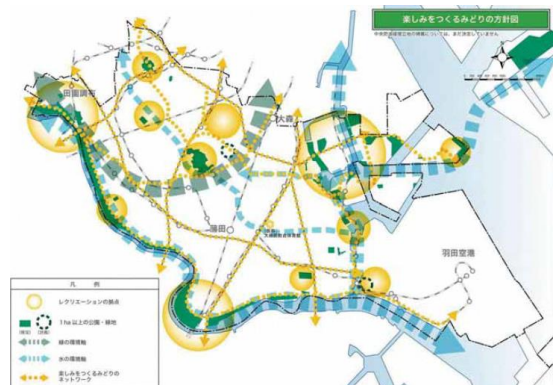 楽しみをつくるみどりの方針図
田園調布
大森
蒲田
羽田空港
凡 例
レクリエーションの拠点
1ha以上の公園・緑地
緑の環境軸
水の環境軸
楽しみをつくるみどりの
ネットワーク